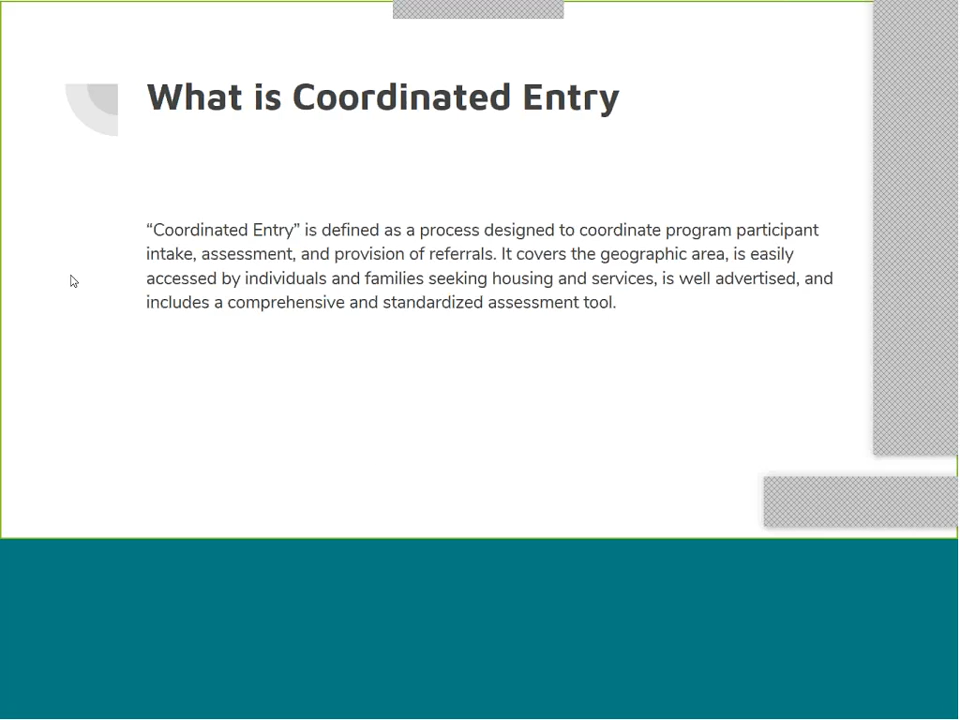 What is Coordinated Entry
“Coordinated Entry” is defined as a process designed to coordinate program participant
intake, assessment, and provision of referrals. It covers the geographic area, is easily
accessed by individuals and families seeking housing and services, is well advertised, and
includes a comprehensive and standardized assessment tool.